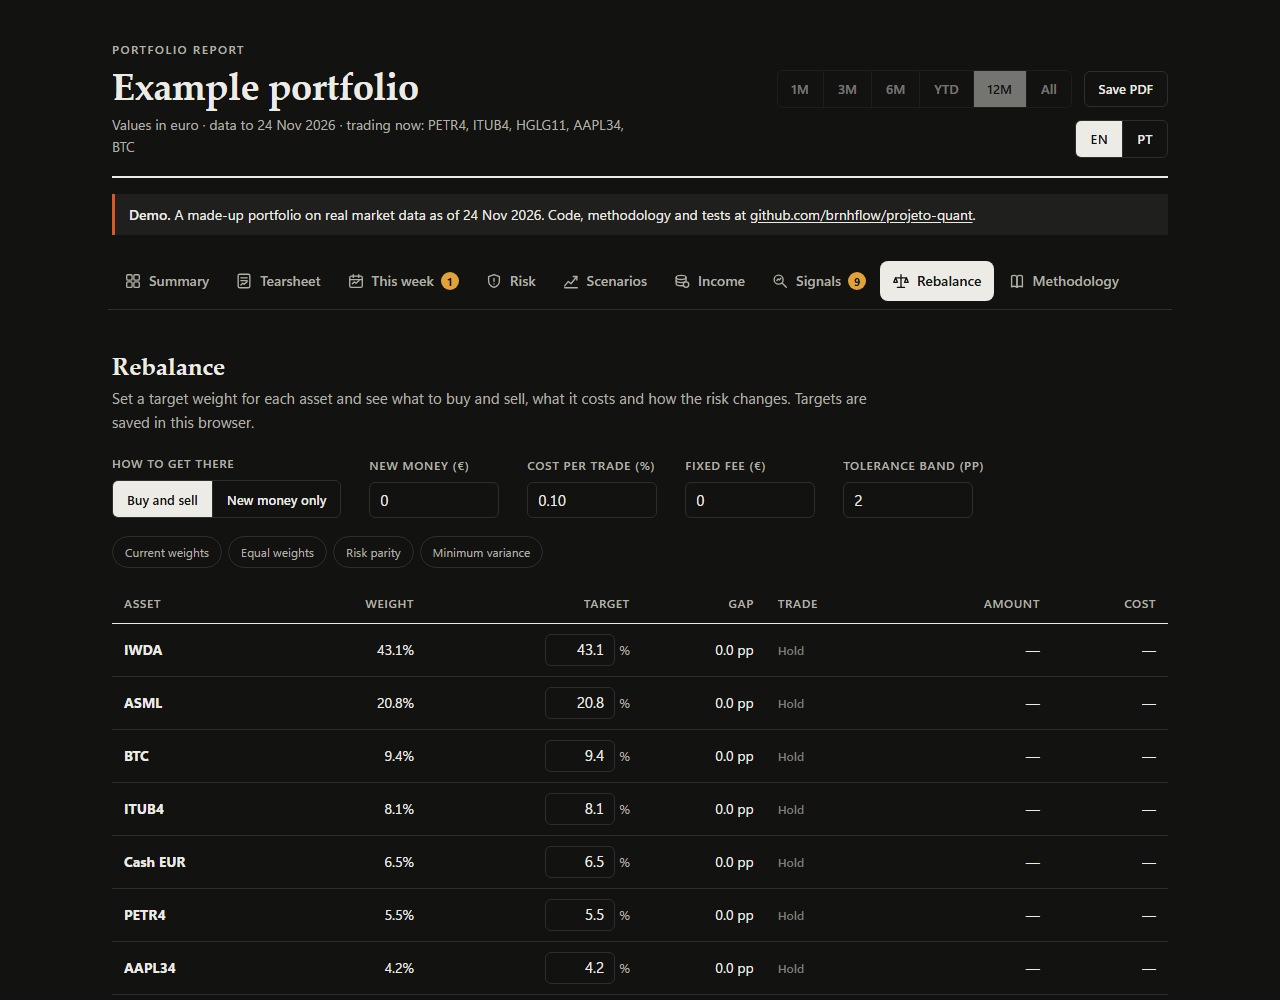 PORTFOLIO REPORT
Example portfolio
1M 3M 6M YTD 12M All Save PDF
Values in euro · data to 24 Nov 2026 · trading now: PETR4, ITUB4, HGLG11, AAPL34,
BTC
EN PT
Demo. A made-up portfolio on real market data as of 24 Nov 2026. Code, methodology and tests at github.com/brnhflow/projeto-quant.
Summary Tearsheet This week 1 Risk Scenarios Income Signals 9 Rebalance Methodology
Rebalance
Set a target weight for each asset and see what to buy and sell, what it costs and how the risk changes. Targets are
saved in this browser.
HOW TO GET THERE NEW MONEY (€) COST PER TRADE (%) FIXED FEE (€) TOLERANCE BAND (PP)
Buy and sell New money only 0 0.10 0 2
Current weights Equal weights Risk parity Minimum variance
ASSET WEIGHT TARGET GAP TRADE AMOUNT COST
IWDA 43.1% 43.1 % 0.0 pp Hold — —
ASML 20.8% 20.8 % 0.0 pp Hold — —
BTC 9.4% 9.4 % 0.0 pp Hold — —
ITUB4 8.1% 8.1 % 0.0 pp Hold — —
Cash EUR 6.5% 6.5 % 0.0 pp Hold — —
PETR4 5.5% 5.5 % 0.0 pp Hold — —
AAPL34 4.2% 4.2 % 0.0 pp Hold — —